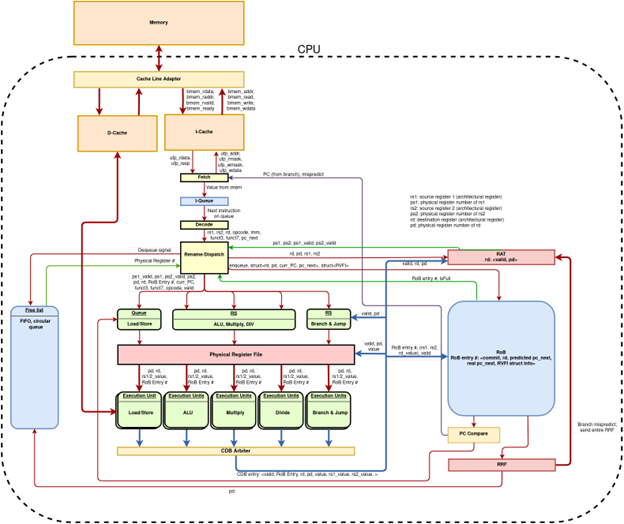 Memory
CPU
Cache Line Adapter
bmem_rdata,
bmem_raddr,
bmem_rvalid,
bmem_ready
bmem_addr,
bmem_read,
bmem_write,
bmem_wdata
D-Cache
I-Cache
ufp_rdata,
ufp_resp
ufp_addr,
ufp_rmask,
ufp_wmask,
ufp_wdata
Fetch
PC (from branch), mispredict
Value from imem
I-Queue
Next instruction
on queue
Decode
rs1, rs2, rd, opcode, imm,
funct3, funct7, pc_next
rs1: source register 1 (architectural register)
ps1: physical register number of rs1
rs2: source register 2 (architectural register)
ps2: physical register number of rs2
rd: destination register (architectural register)
pd: physical register number of rd
Dequeue signal
Physical Register #
Rename/Dispatch
ps1, ps2, ps1_valid, ps2_valid
rd, pd, rs1, rs2
enqueue, struct<rd, pd, curr_PC, pc_next>, struct<RVFI>
RAT
rd: <valid, pd>
valid, rd, pd
RoB entry #, isFull
ps1_valid, ps1, ps2_valid, ps2,
pd, rd, RoB Entry #, curr_PC,
funct3, funct7, opcode, valid
Free list
FIFO, circular
queue
Queue
Load/Store
RS
ALU, Multiply, DIV
RS
Branch & Jump
valid, pd
Physical Register File
valid, pd,
value
RoB entry #, (rs1, rs2,
rd_value), valid
RoB
RoB entry #: <commit, rd, predicted pc_next,
real pc_next, RVFI struct info>
pd, rd,
rs1/2_value,
RoB Entry #
pd, rd,
rs1/2_value,
RoB Entry #
pd, rd,
rs1/2_value,
RoB Entry #
pd, rd,
rs1/2_value,
RoB Entry #
pd, rd,
rs1/2_value,
RoB Entry #
Execution Units
Load/Store
Execution Units
ALU
Execution Units
Multiply
Execution Units
Divide
Execution Units
Branch & Jump
PC Compare
Branch mispredict:
send entire RRF
CDB Arbiter
RRF
CDB entry: <valid, RoB Entry, rd, pd, rd_value, rs1_value, rs2_value, >
pd